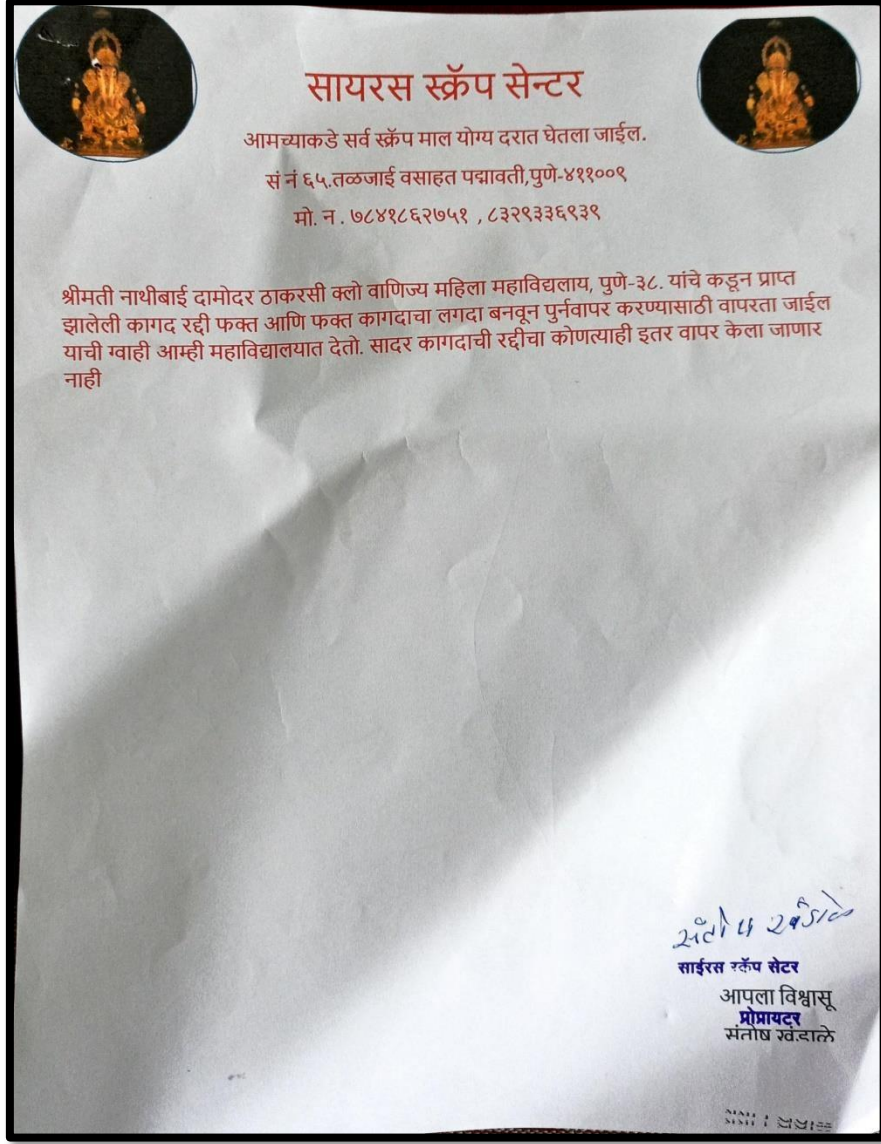 सायरस स्क्रॅप सेन्टर
आमच्याकडे सर्व स्क्रॅप माल योग्य दरात घेतला जाईल.
सं नं ६५.तळजाई वसाहत पद्मावती,पुणे-४११००९
मो. न . ७८४१८६२७५१ , ८३२९३३६९३९
श्रीमती नाथीबाई दामोदर ठाकरसी क्लो वाणिज्य महिला महाविद्यलाय, पुणे-३८. यांचे कडून प्राप्त
झालेली कागद रद्दी फक्त आणि फक्त कागदाचा लगदा बनवून पुर्नवापर करण्यासाठी वापरता जाईल
याची ग्वाही आम्ही महाविद्यालयात देतो. सादर कागदाची रद्दीचा कोणत्याही इतर वापर केला जाणार
नाही
संतोष खंडाळे
साईरस स्कॅप सेटर
आपला विश्वासू
प्रोप्रायटर
संतोष खंडाळे